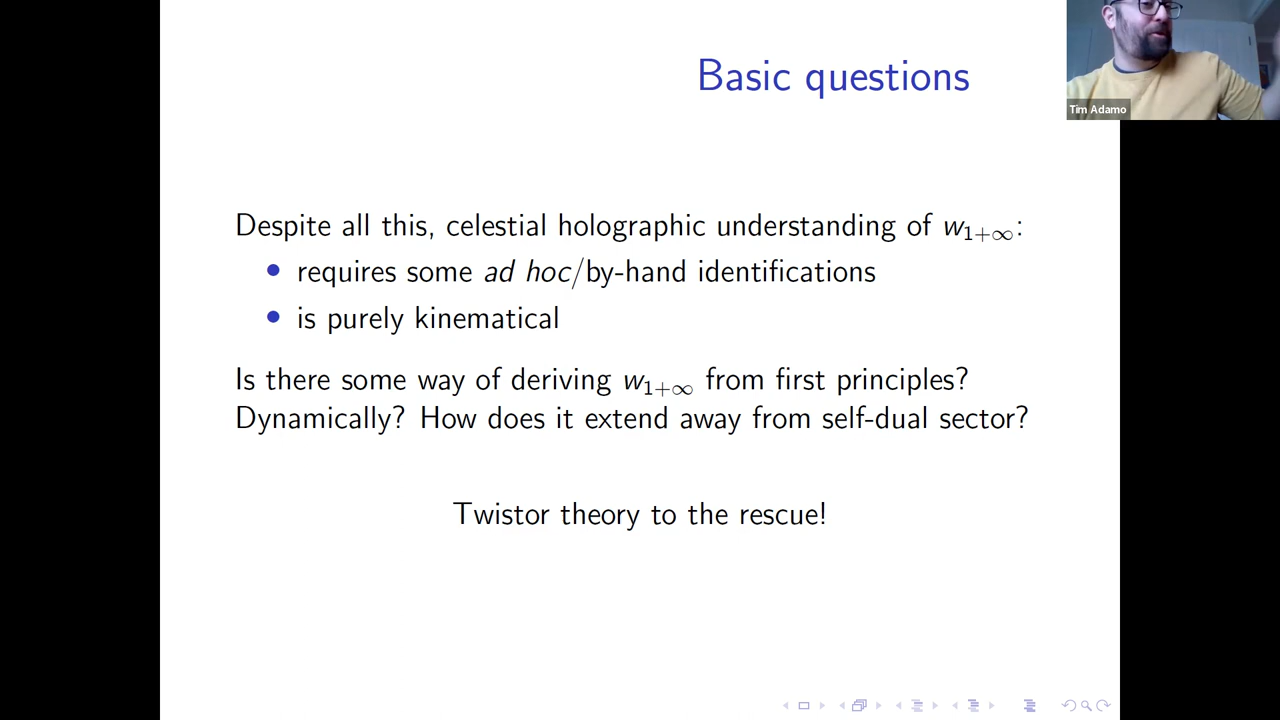 Basic questions
Tim Adamo
Despite all this, celestial holographic understanding of w₁₊∞:
• requires some ad hoc/by-hand identifications
• is purely kinematical
Is there some way of deriving w₁₊∞ from first principles?
Dynamically? How does it extend away from self-dual sector?
Twistor theory to the rescue!